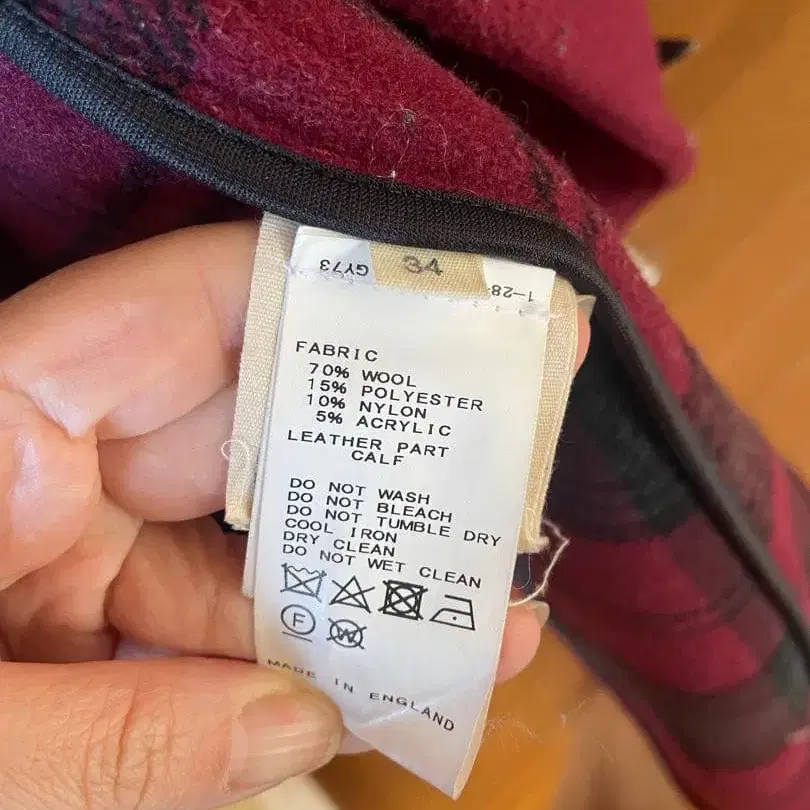 GY73
34
1-28-
FABRIC
70% WOOL
15% POLYESTER
10% NYLON
5% ACRYLIC
LEATHER PART
CALF
DO NOT WASH
DO NOT BLEACH
DO NOT TUMBLE DRY
COOL IRON
DRY CLEAN
DO NOT WET CLEAN
F W
MADE IN ENGLAND